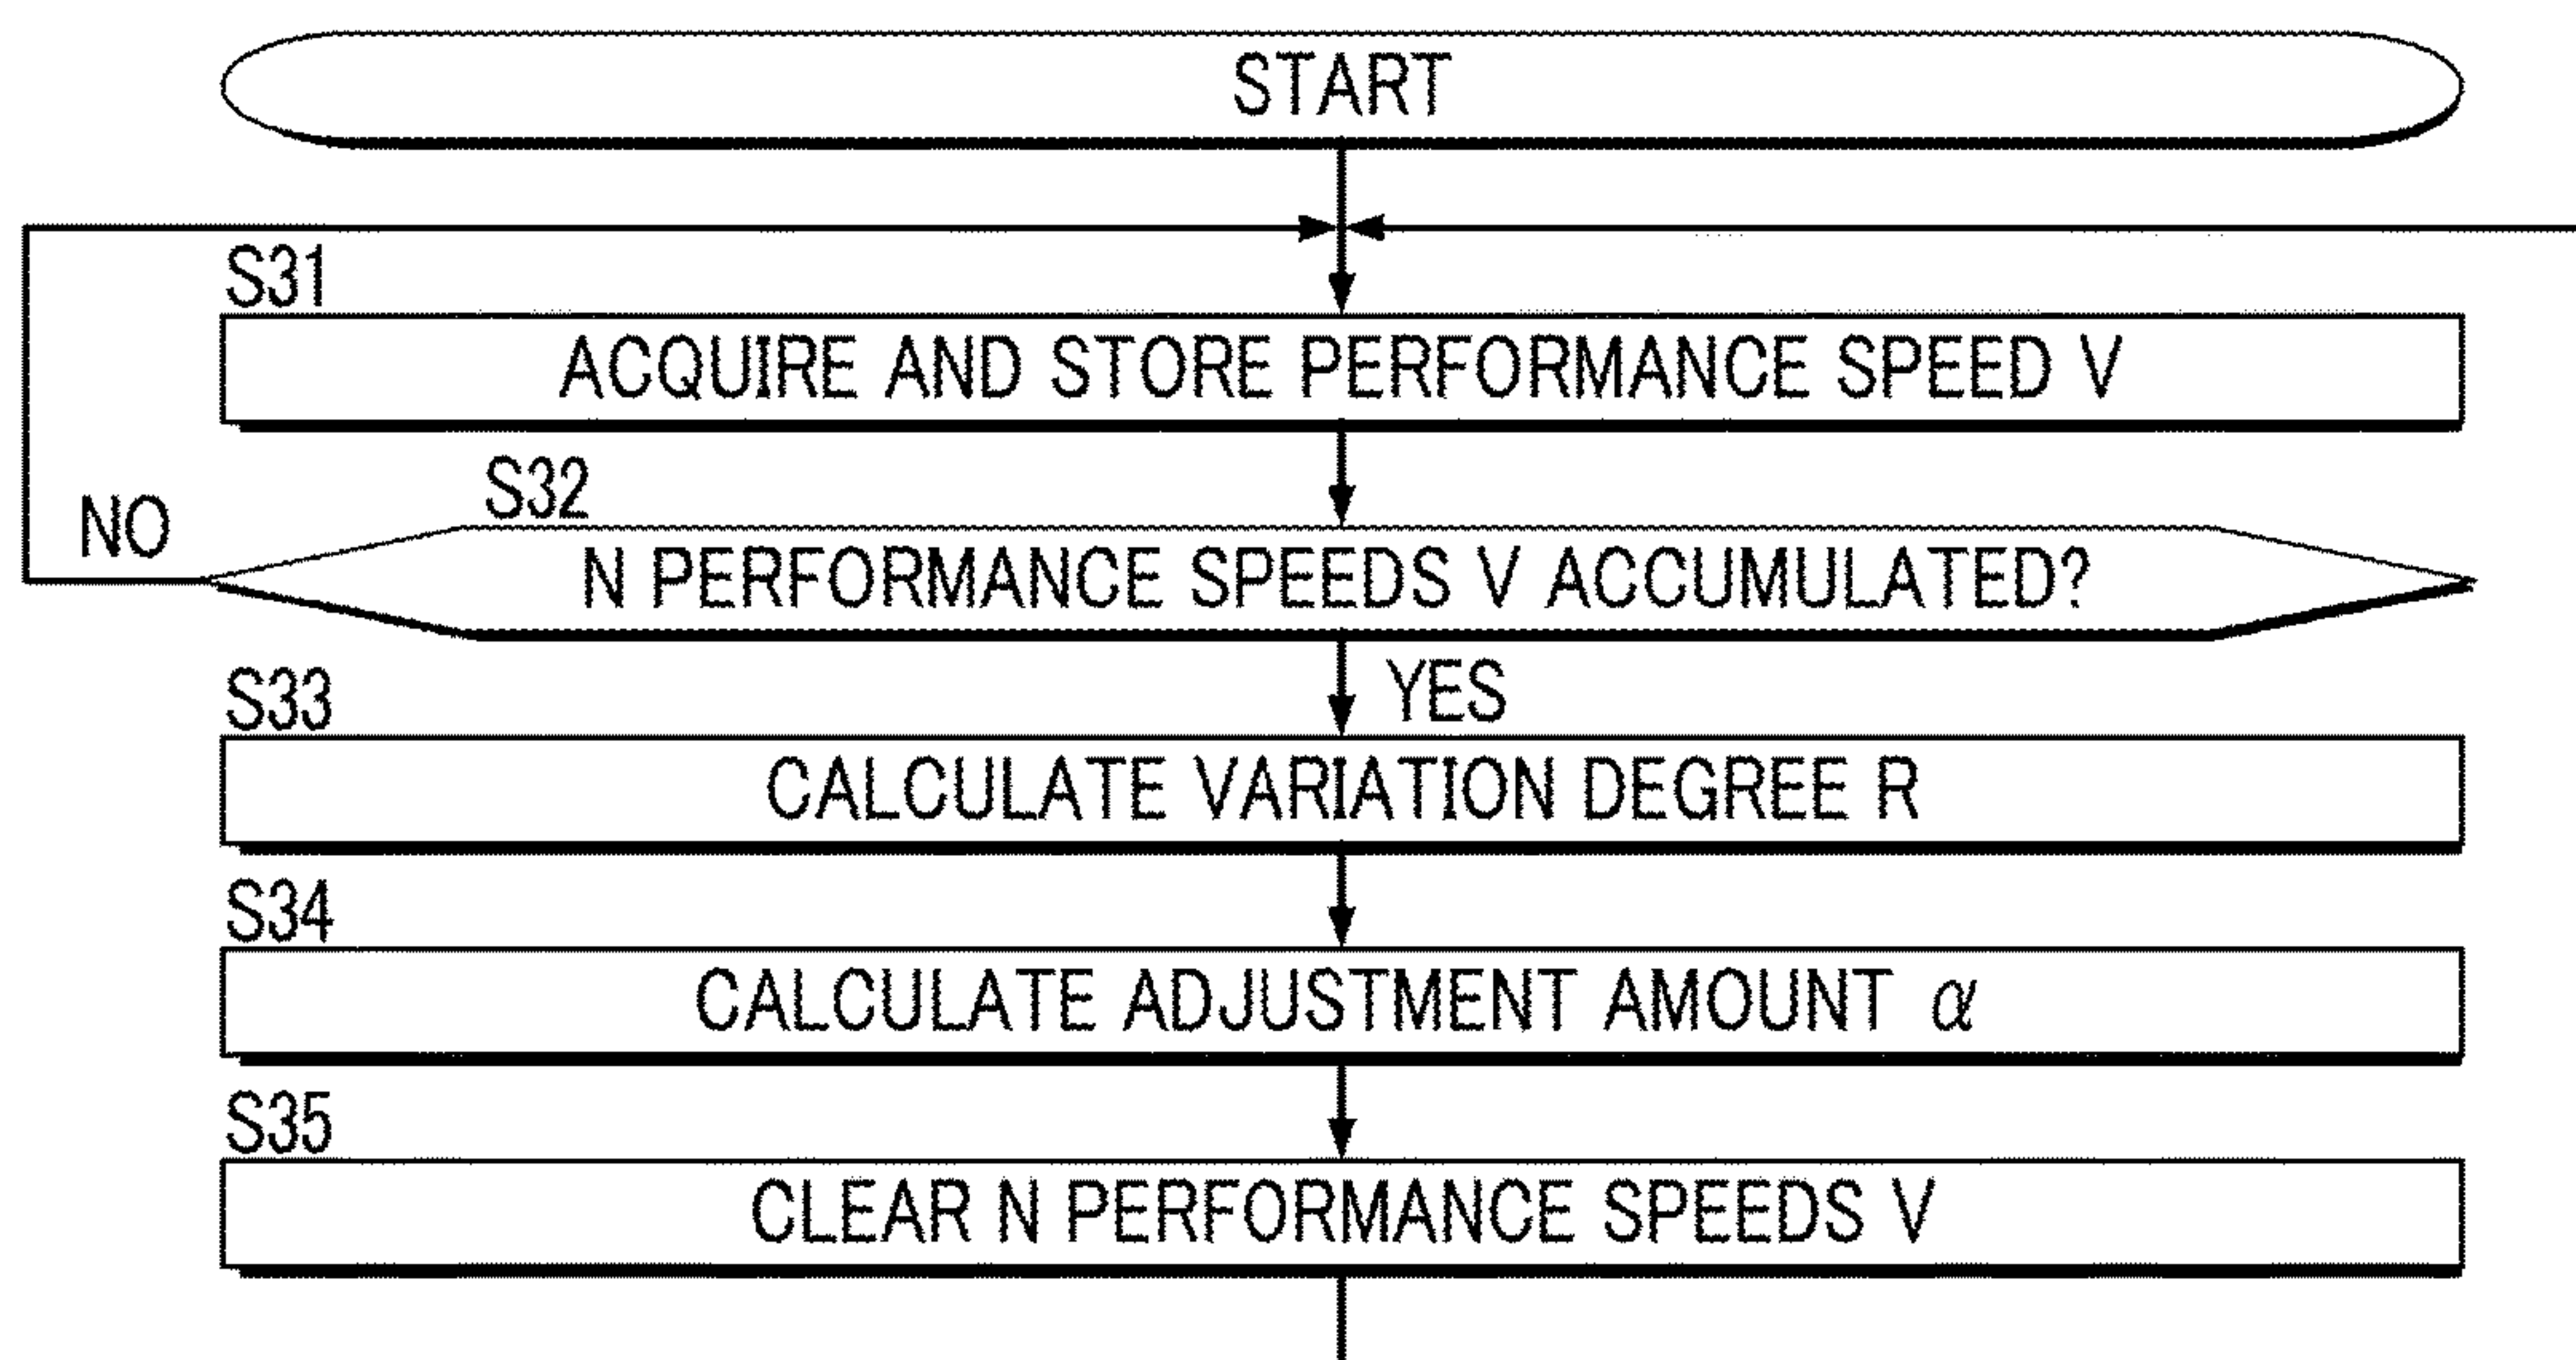 START
S31
ACQUIRE AND STORE PERFORMANCE SPEED V
S32
NO
N PERFORMANCE SPEEDS V ACCUMULATED?
YES
S33
CALCULATE VARIATION DEGREE R
S34
CALCULATE ADJUSTMENT AMOUNT α
S35
CLEAR N PERFORMANCE SPEEDS V